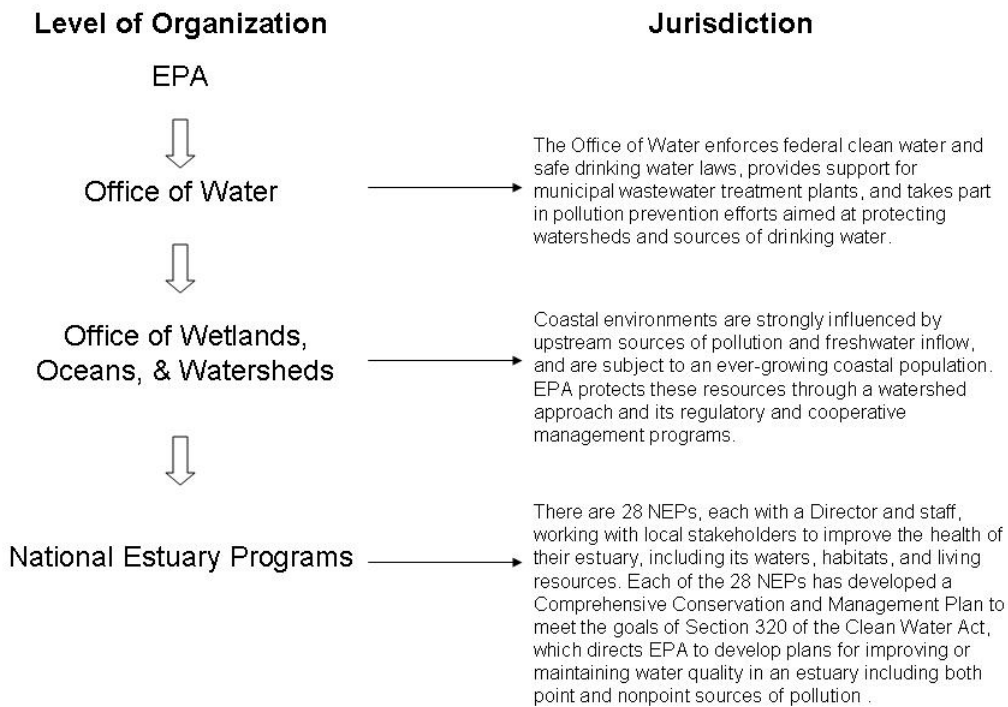 Level of Organization
Jurisdiction
EPA
Office of Water
The Office of Water enforces federal clean water and
safe drinking water laws, provides support for
municipal wastewater treatment plants, and takes part
in pollution prevention efforts aimed at protecting
watersheds and sources of drinking water.
Office of Wetlands,
Oceans, & Watersheds
Coastal environments are strongly influenced by
upstream sources of pollution and freshwater inflow,
and are subject to an ever-growing coastal population.
EPA protects these resources through a watershed
approach and its regulatory and cooperative
management programs.
National Estuary Programs
There are 28 NEPs, each with a Director and staff,
working with local stakeholders to improve the health of
their estuary, including its waters, habitats, and living
resources. Each of the 28 NEPs has developed a
Comprehensive Conservation and Management Plan to
meet the goals of Section 320 of the Clean Water Act,
which directs EPA to develop plans for improving or
maintaining water quality in an estuary including both
point and nonpoint sources of pollution .